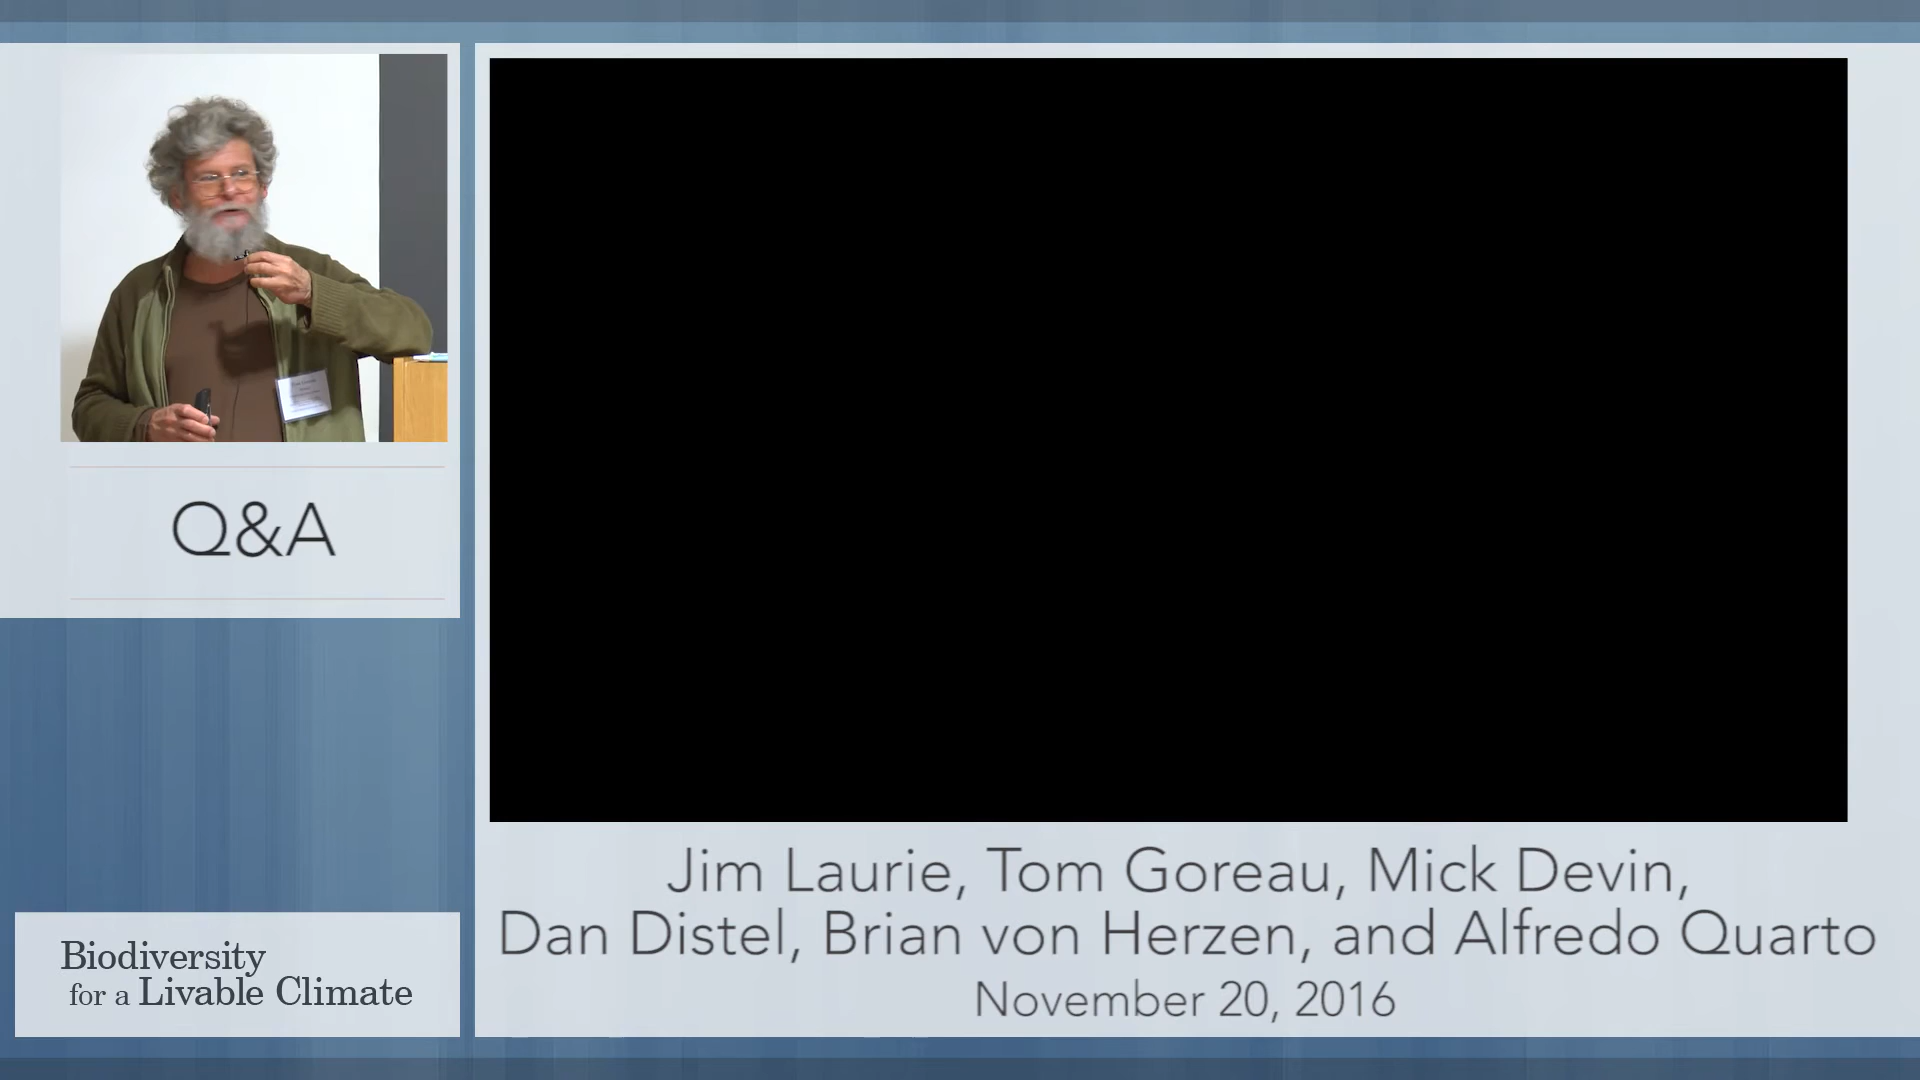 Q&A
Jim Laurie, Tom Goreau, Mick Devin,
Dan Distel, Brian von Herzen, and Alfredo Quarto
November 20, 2016
Biodiversity
for a Livable Climate